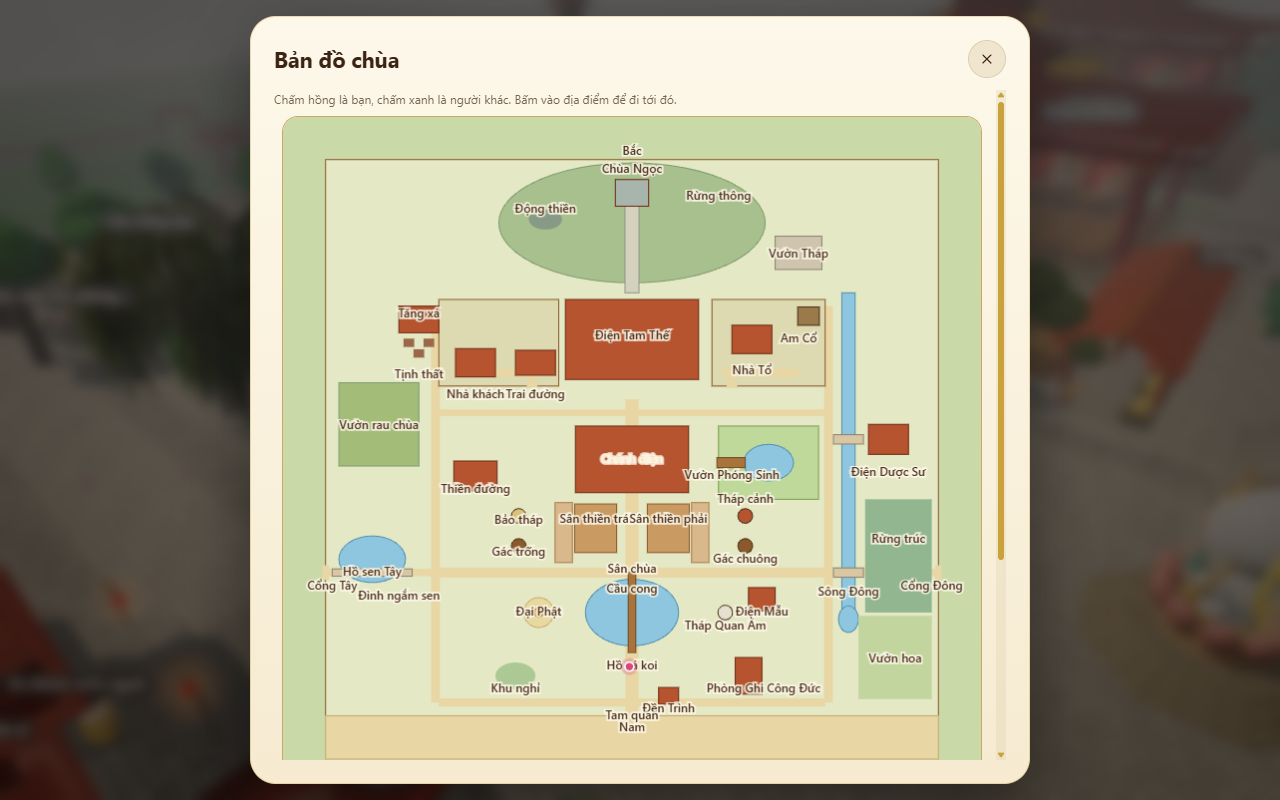 Bản đồ chùa
Chấm hồng là bạn, chấm xanh là người khác. Bấm vào địa điểm để đi tới đó.
Bắc
Chùa Ngọc
Rừng thông
Động thiền
Vườn Tháp
Tăng xá
Điện Tam Thế
Am Cổ
Nhà Tổ
Tịnh thất
Nhà khách
Trai đường
Vườn rau chùa
Chính điện
Điện Dược Sư
Vườn Phóng Sinh
Thiền đường
Tháp cảnh
Bảo tháp
Sân thiền trá
Sân thiền phải
Rừng trúc
Gác trống
Gác chuông
Sân chùa
Hồ sen Tây
Cổng Tây
Cầu cong
Sông Đông
Cổng Đông
Đình ngắm sen
Đại Phật
Điện Mẫu
Tháp Quan Âm
Vườn hoa
Hồ cá koi
Khu nghỉ
Phòng Ghi Công Đức
Đền Trình
Tam quan
Nam